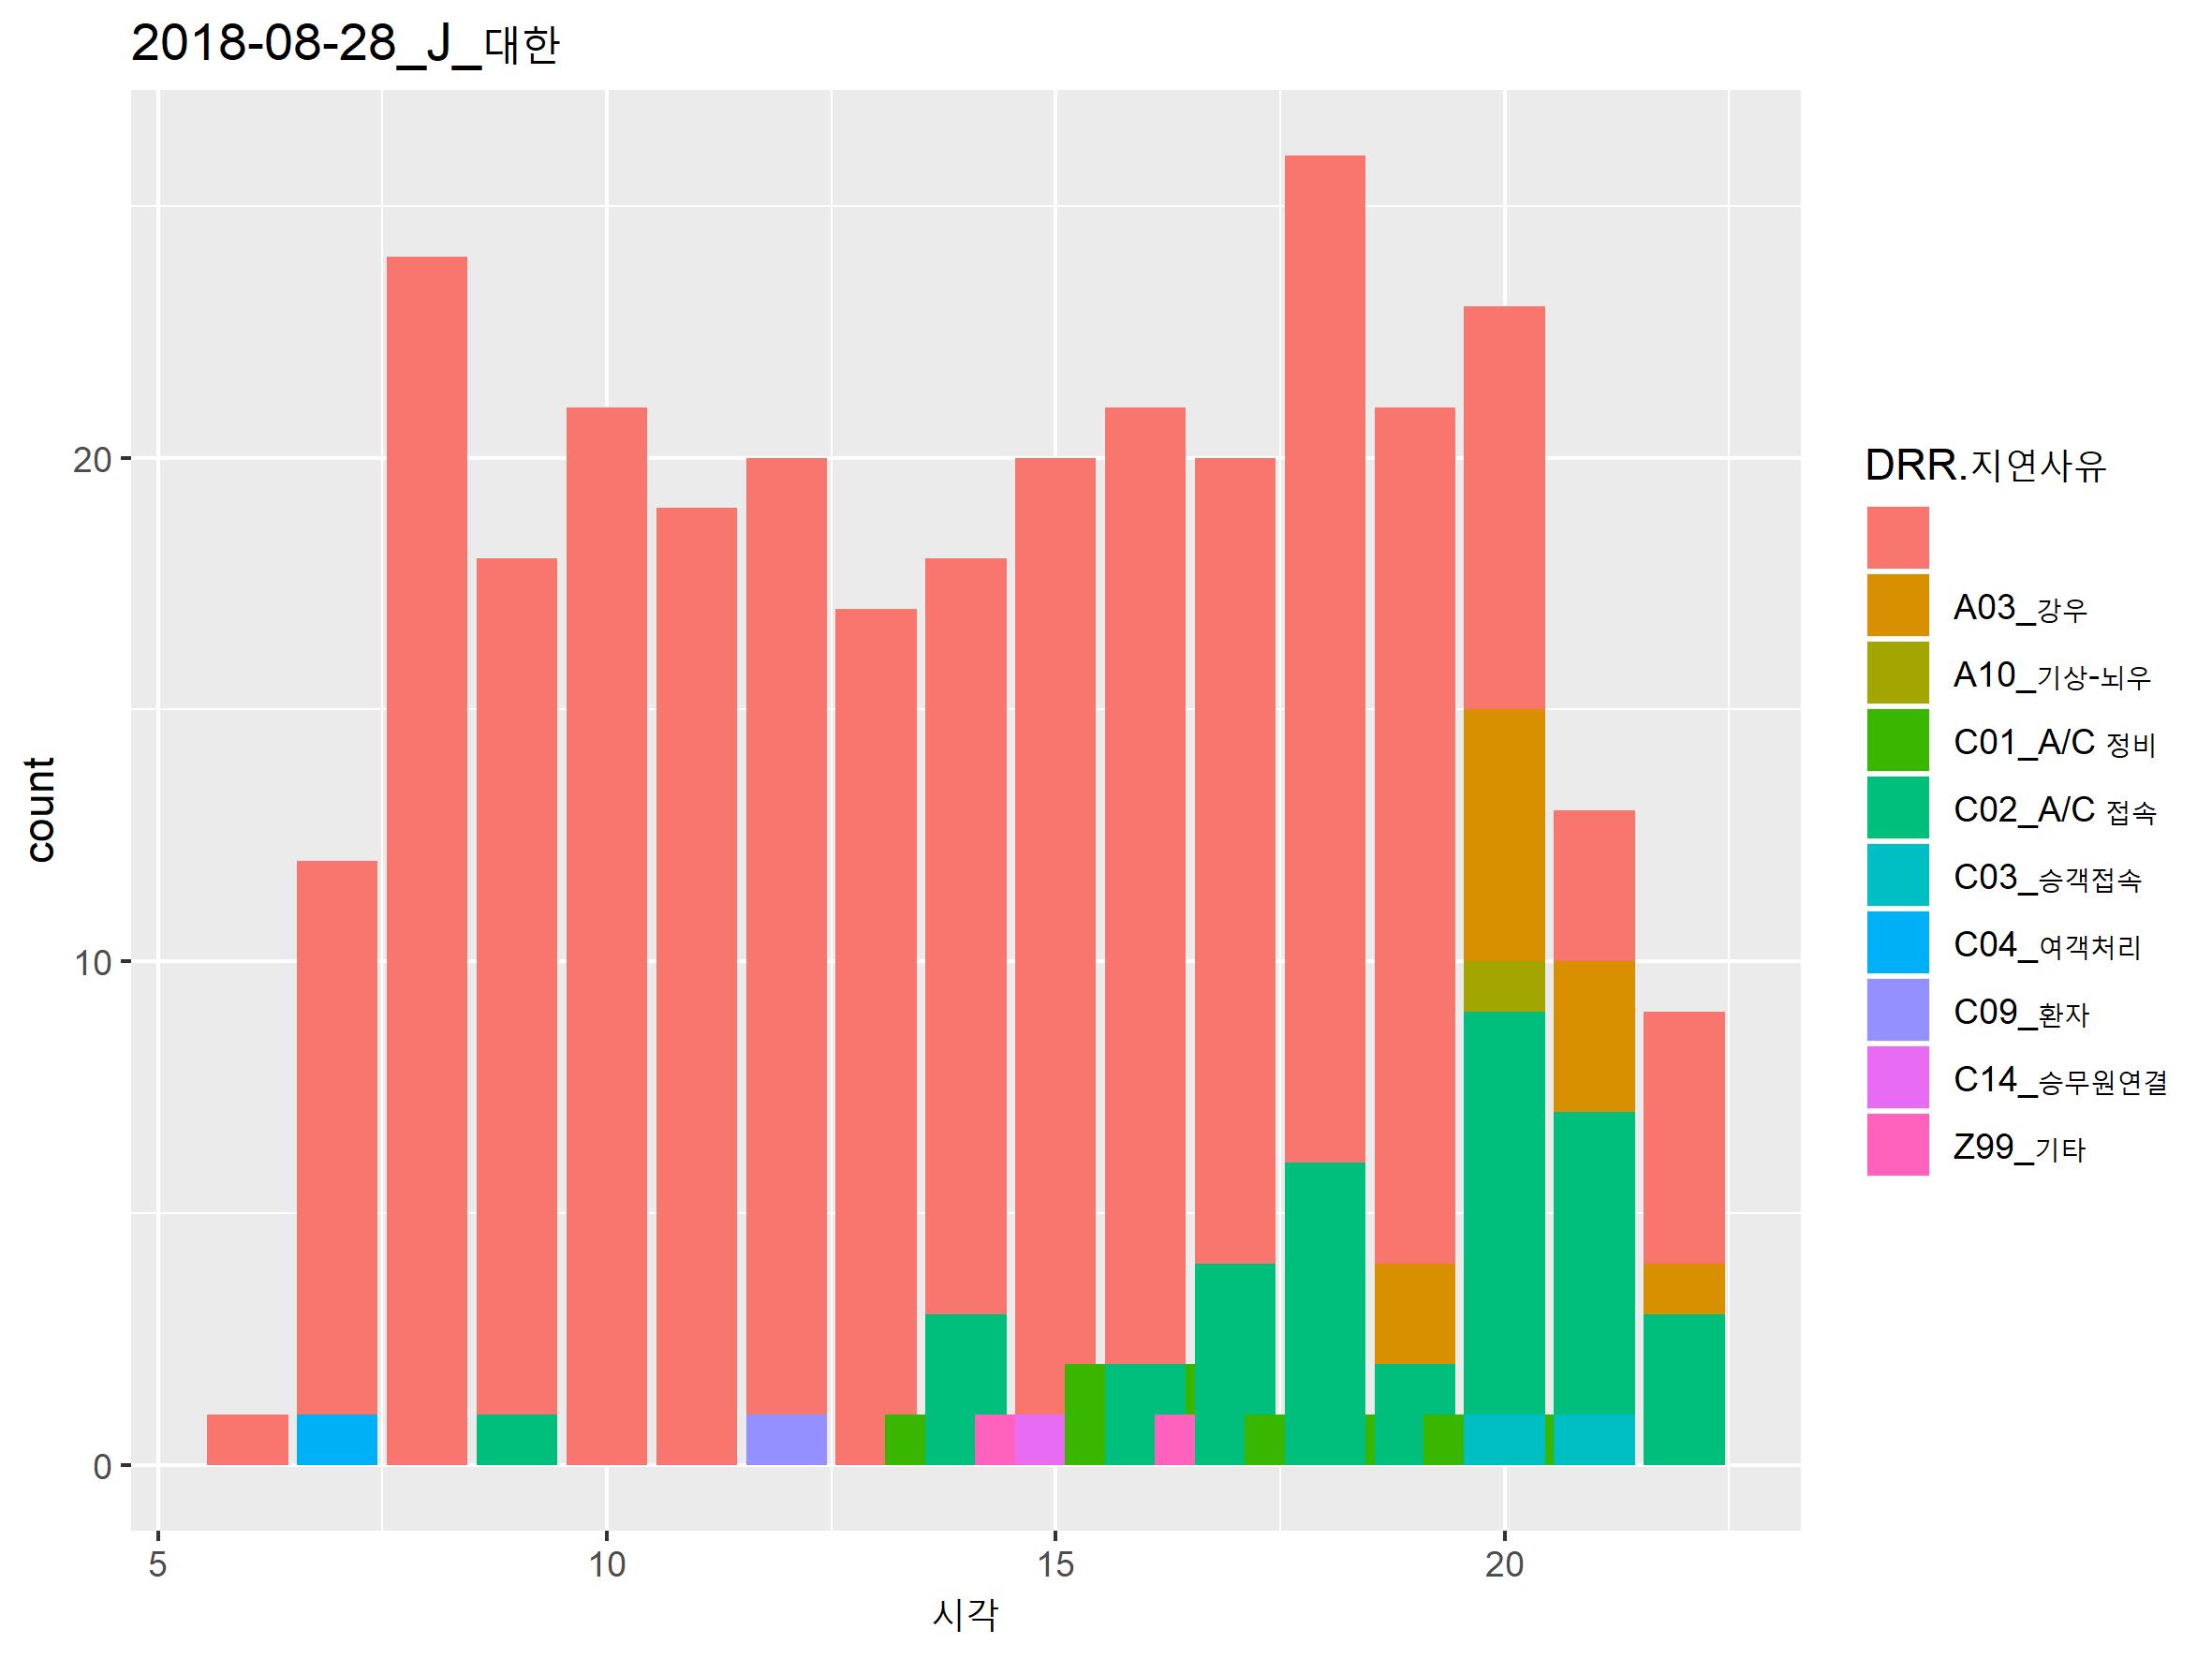 2018-08-28_J_대한
count
20
10
0
5
10
15
20
시각
DRR.지연사유
A03_강우
A10_기상-뇌우
C01_A/C 정비
C02_A/C 접속
C03_승객접속
C04_여객처리
C09_환자
C14_승무원연결
Z99_기타